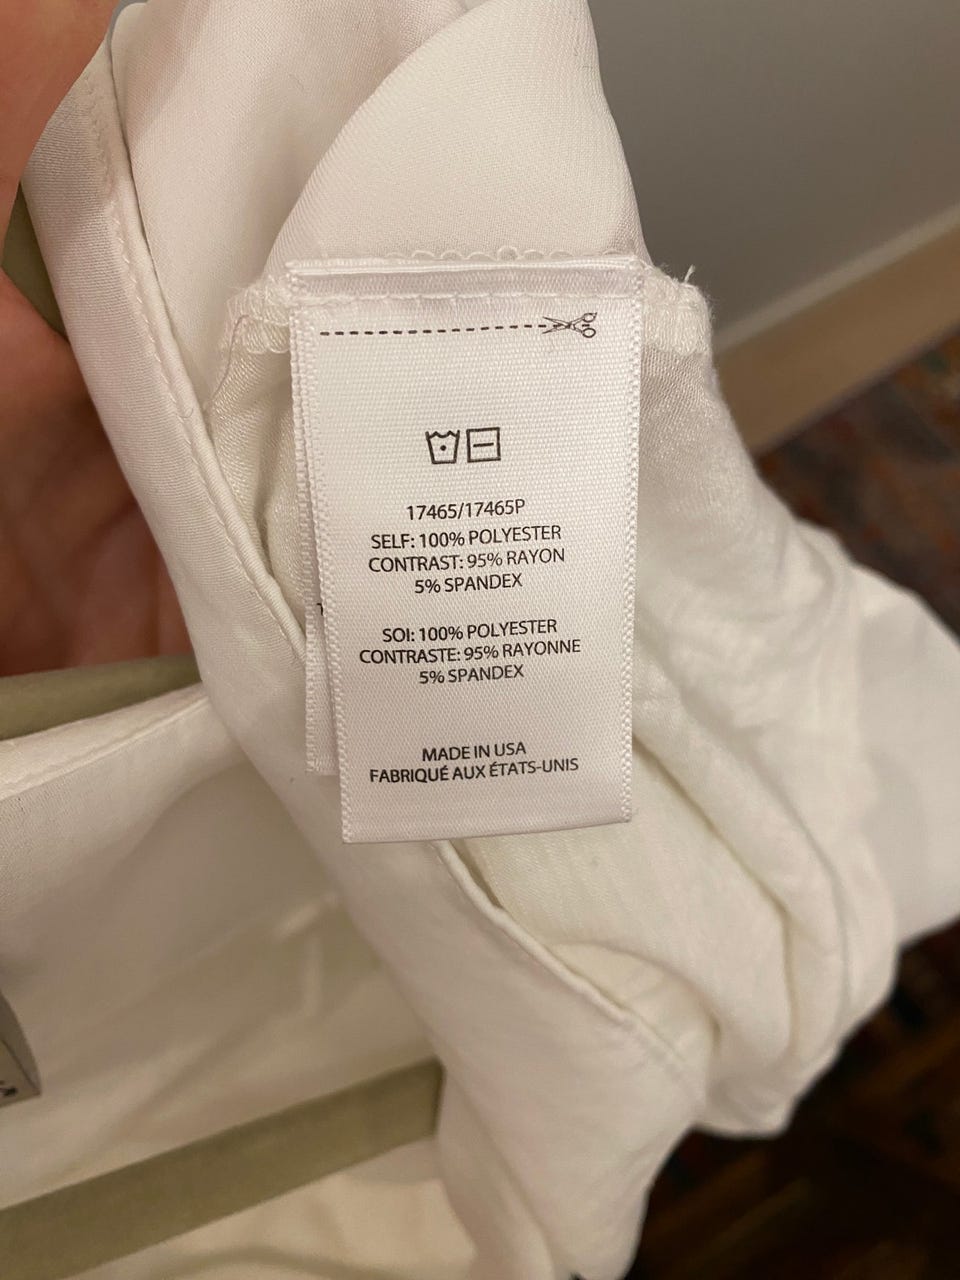 17465/17465P
SELF: 100% POLYESTER
CONTRAST: 95% RAYON
5% SPANDEX
SOI: 100% POLYESTER
CONTRASTE: 95% RAYONNE
5% SPANDEX
MADE IN USA
FABRIQUÉ AUX ÉTATS-UNIS